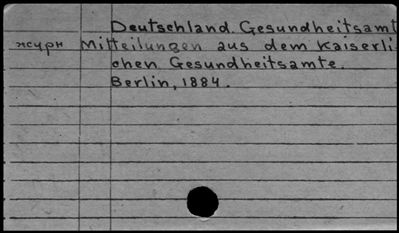 Deutschland. Gesundheitsamt
журн Mitteilungen aus dem Kaiserli
chen Gesundheitsamte.
Berlin, 1884.